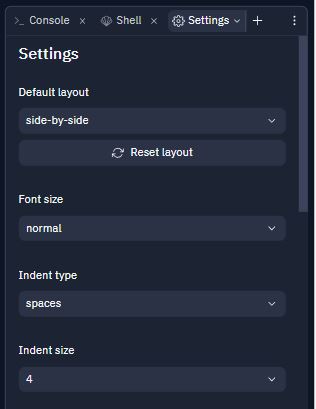 Console
Shell
Settings
Settings
Default layout
side-by-side
Reset layout
Font size
normal
Indent type
spaces
Indent size
4